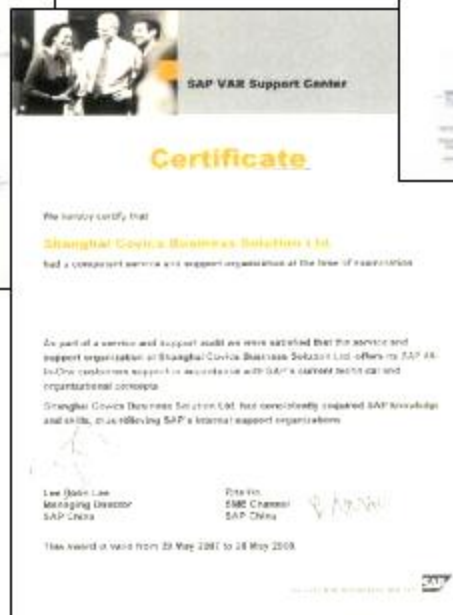 SAP VAR Support Center
Certificate
We hereby certify that
Shanghai Covics Business Solution Ltd.
had a competent service and support organization at the time of examination
As part of a service and support audit we were satisfied that the service and
support organization of Shanghai Covics Business Solution Ltd. offers its SAP All-
in-One customers support in accordance with SAP's current technical and
organizational concepts
Shanghai Covics Business Solution Ltd. had consistently acquired SAP knowledge
and skills, thus relieving SAP's internal support organizations
Lee Boon Lee
Managing Director
SAP China
SME Channel
SAP China
This award is valid from 29 May 2007 to 28 May
SAP